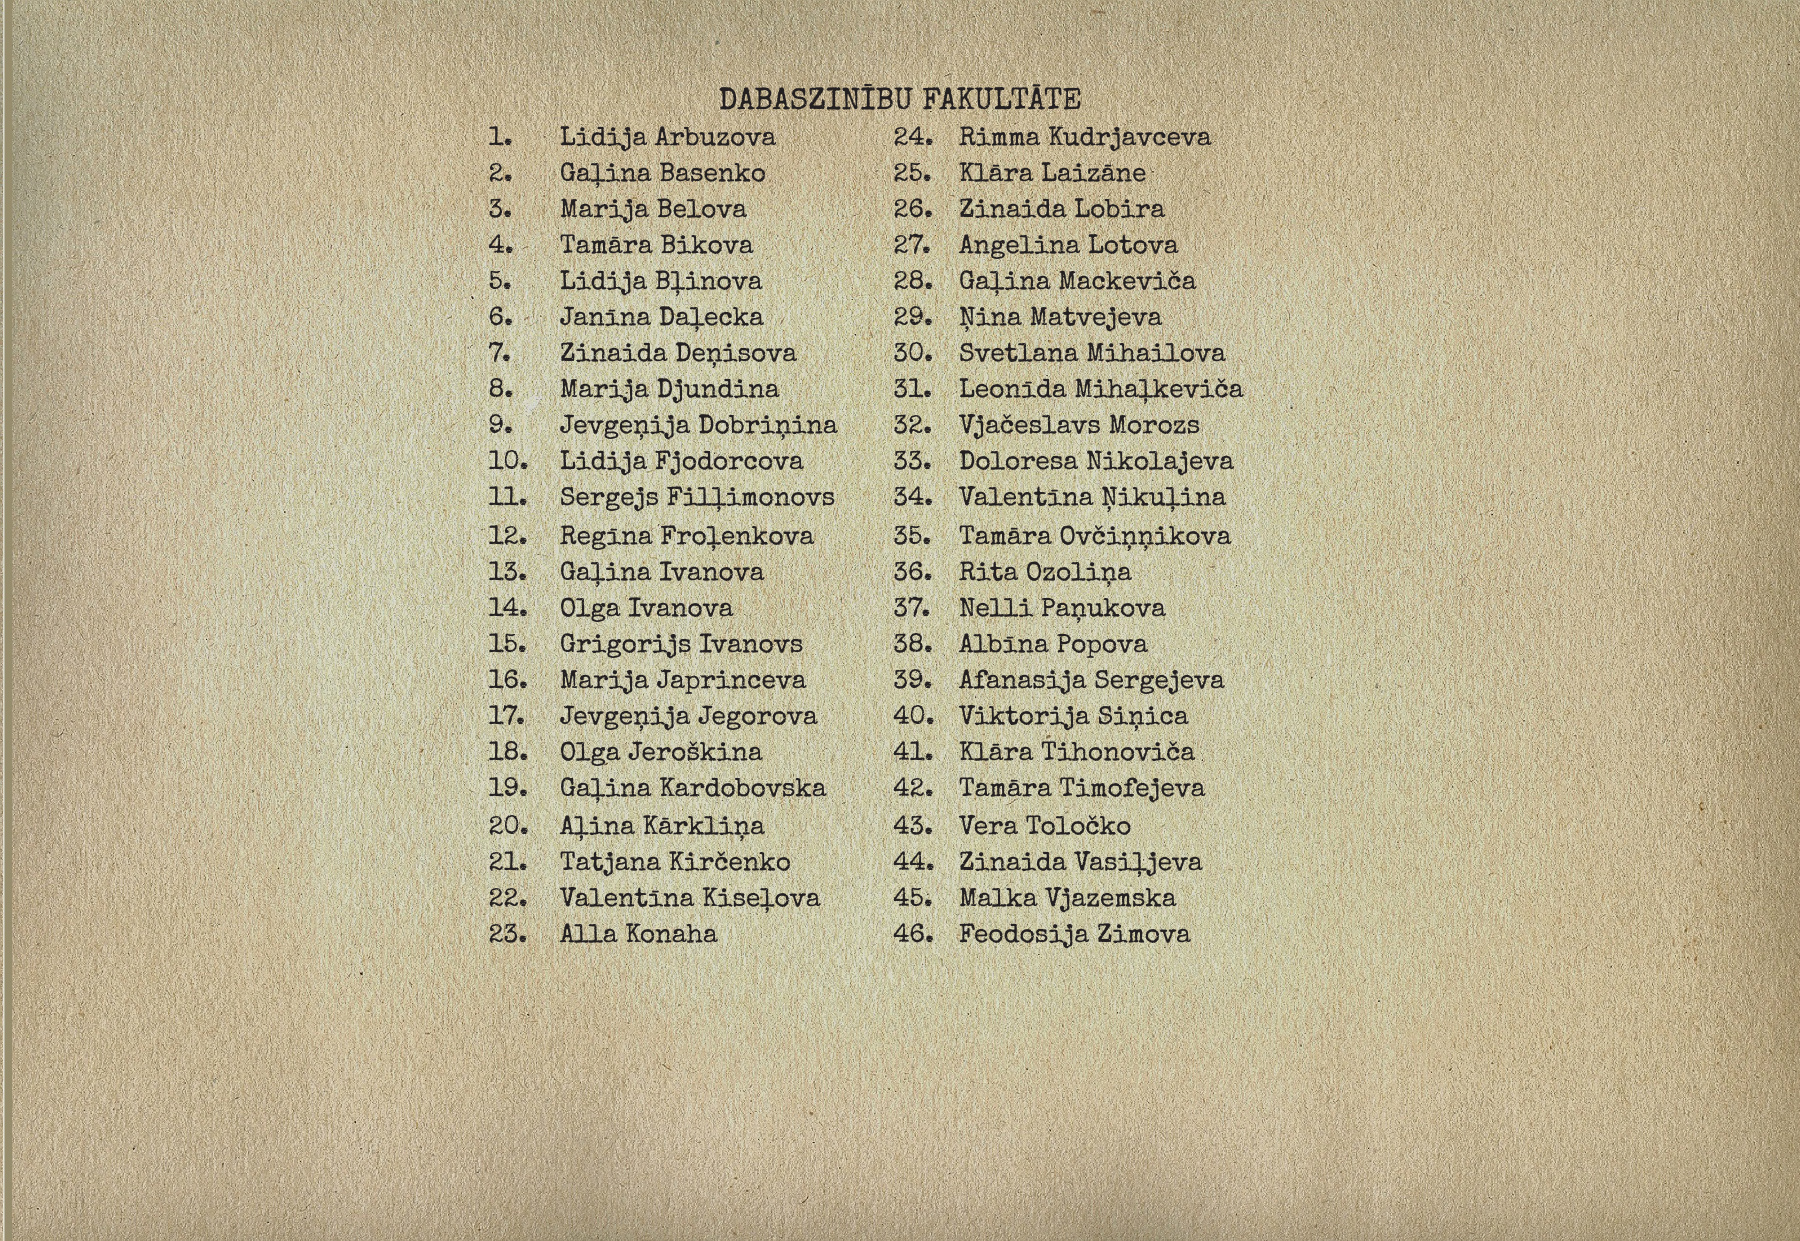 DABASZINĪBU FAKULTĀTE
1. Lidija Arbuzova
2. Gaļina Basenko
3. Marija Belova
4. Tamāra Bikova
5. Lidija Bļinova
6. Janīna Daļecka
7. Zinaida Deņisova
8. Marija Djundina
9. Jevgeņija Dobriņina
10. Lidija Fjodorcova
11. Sergejs Fiļļimonovs
12. Regīna Froļenkova
13. Gaļina Ivanova
14. Olga Ivanova
15. Grigorijs Ivanovs
16. Marija Japrinceva
17. Jevgeņija Jegorova
18. Olga Jeroškina
19. Gaļina Kardobovska
20. Aļina Kārkliņa
21. Tatjana Kirčenko
22. Valentīna Kiseļova
23. Alla Konaha
24. Rimma Kudrjavceva
25. Klāra Laizāne
26. Zinaida Lobira
27. Angelina Lotova
28. Gaļina Mackeviča
29. Ņina Matvejeva
30. Svetlana Mihailova
31. Leonīda Mihaļkeviča
32. Vjačeslavs Morozs
33. Doloresa Nikolajeva
34. Valentīna Ņikuļina
35. Tamāra Ovčiņņikova
36. Rita Ozoliņa
37. Nelli Paņukova
38. Albīna Popova
39. Afanasija Sergejeva
40. Viktorija Siņica
41. Klāra Tihonoviča
42. Tamāra Timofejeva
43. Vera Toločko
44. Zinaida Vasiļjeva
45. Malka Vjazemska
46. Feodosija Zimova